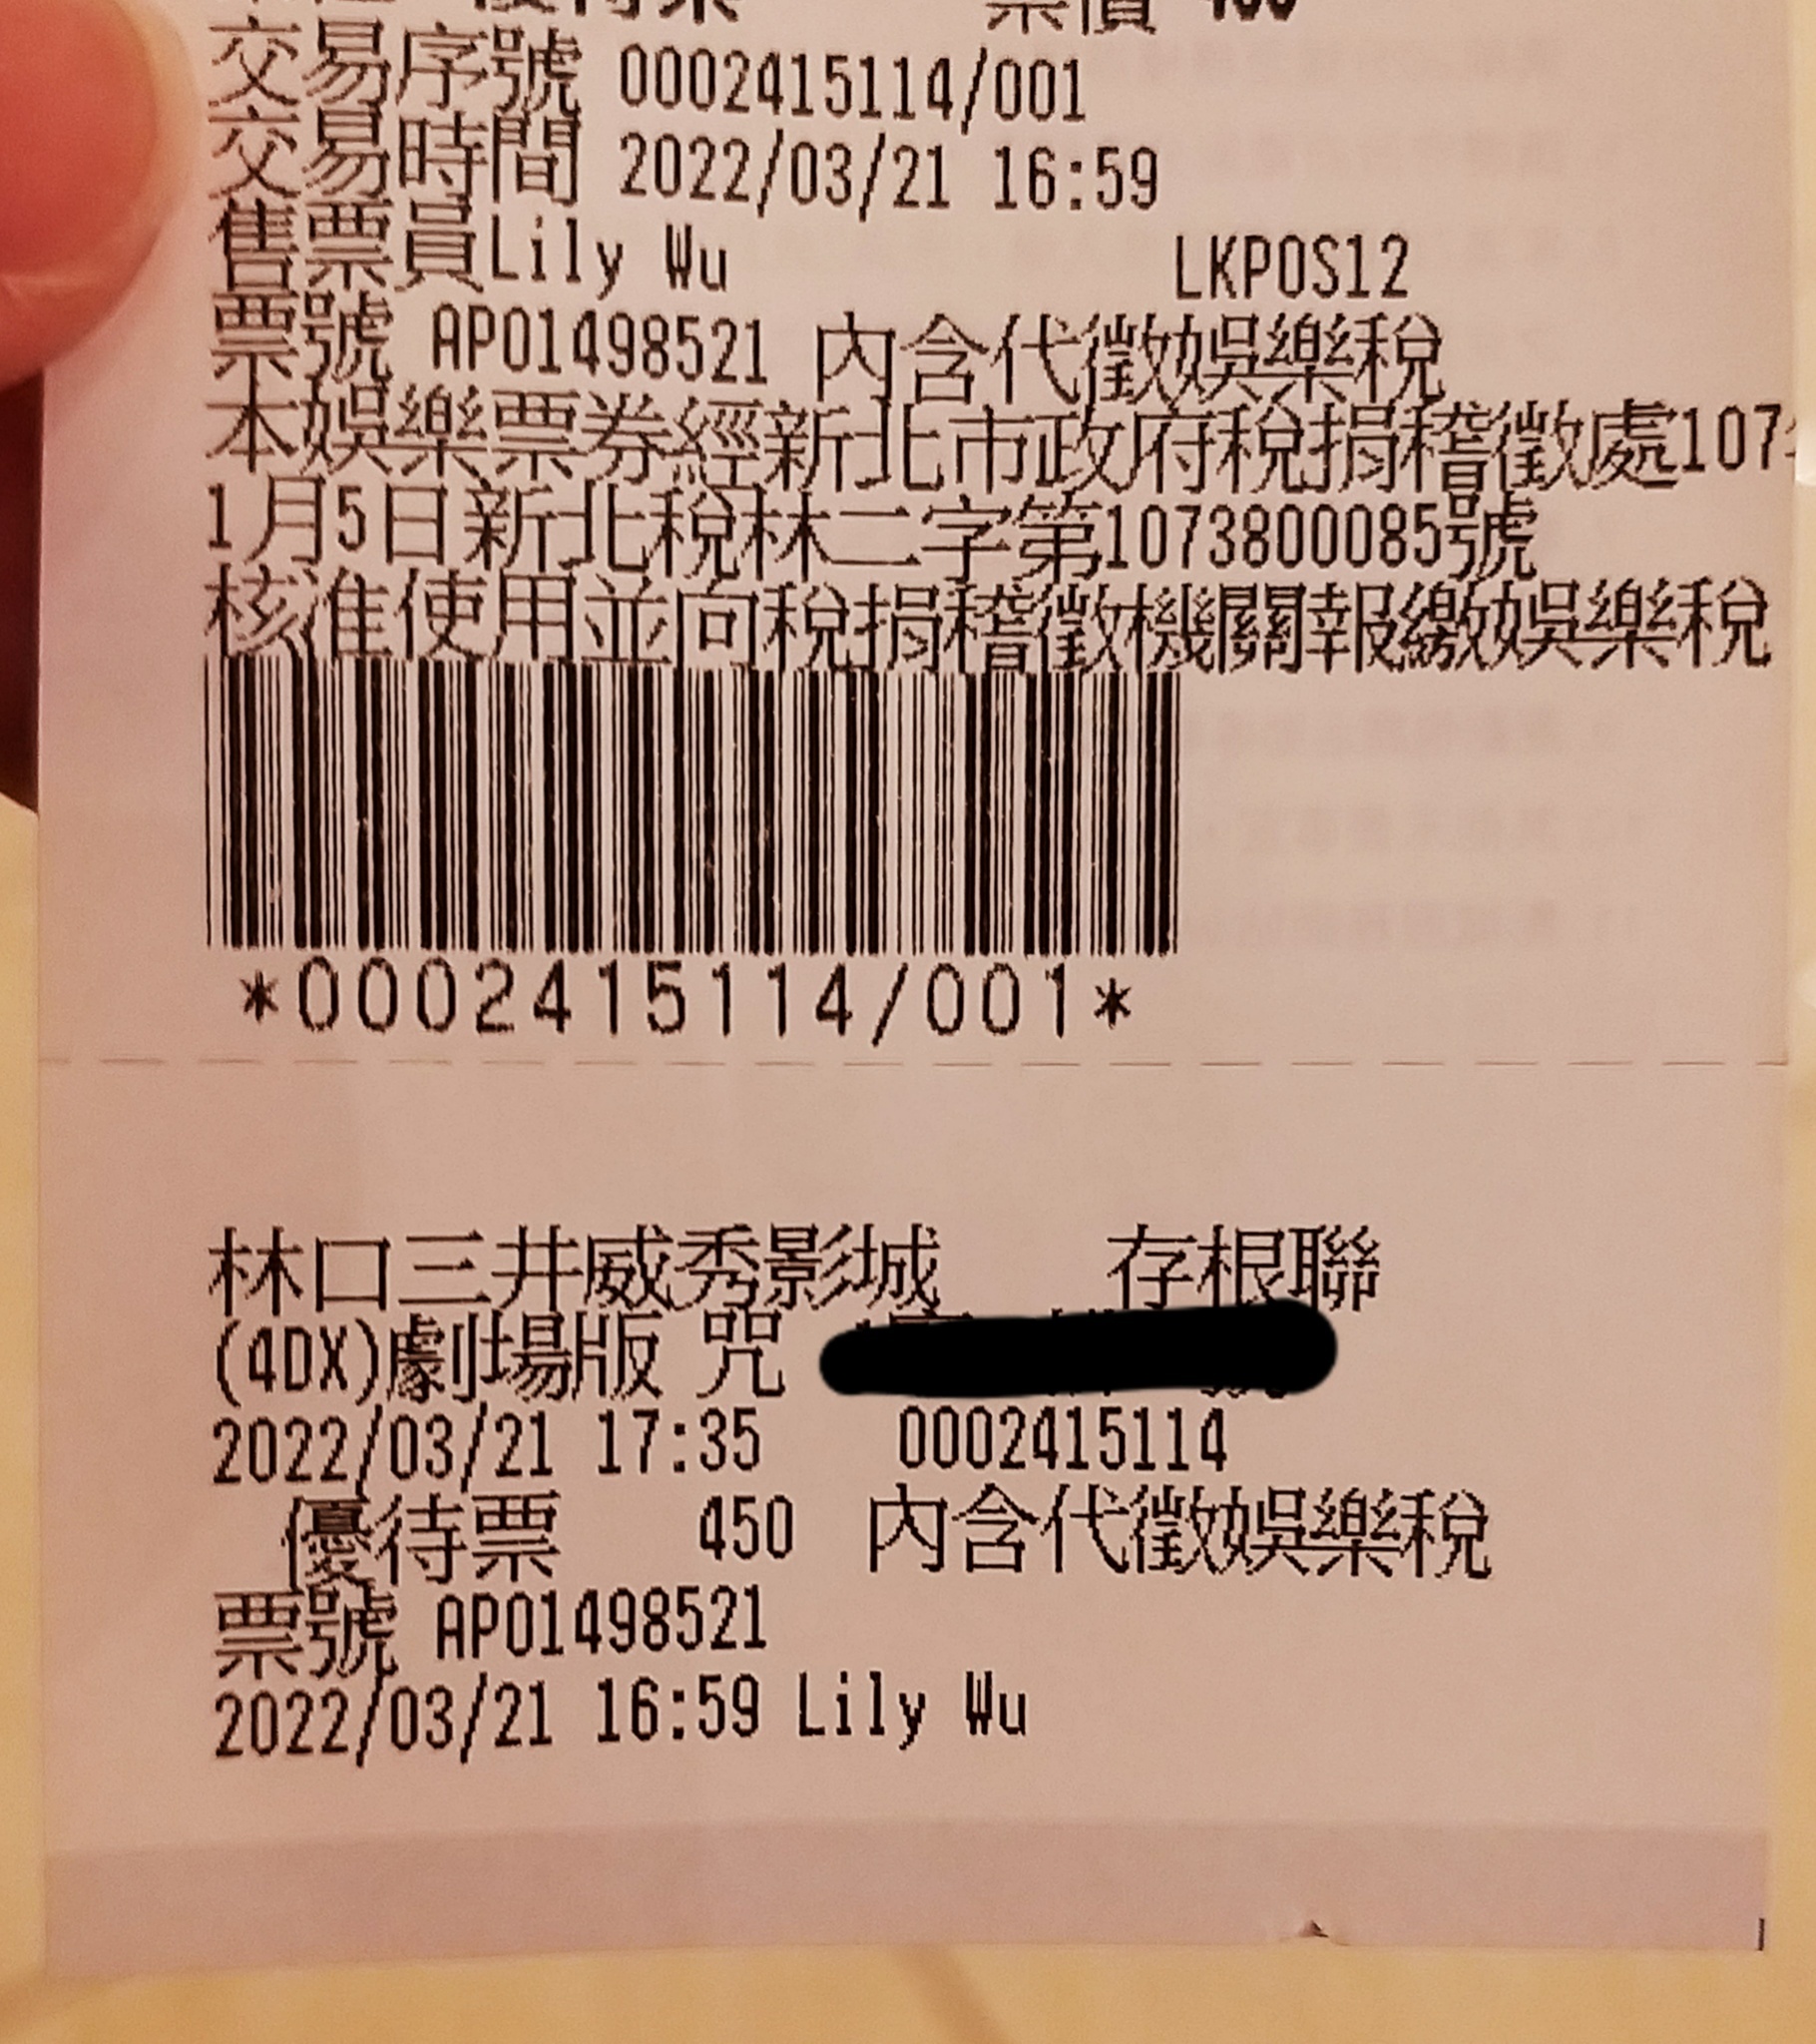 優待票 票價
交易序號 0002415114/001
交易時間 2022/03/21 16:59
售票員Lily Wu LKPOS12
票號 AP01498521 內含代徵娛樂稅
本娛樂票券經新北市政府稅捐稽徵處107
1月5日新北稅林二字第1073800085號
核准使用並向稅捐稽徵機關報繳娛樂稅
*0002415114/001*
林口三井威秀影城 存根聯
(4DX)劇場版 咒
2022/03/21 17:35 0002415114
優待票 450 內含代徵娛樂稅
票號 AP01498521
2022/03/21 16:59 Lily Wu